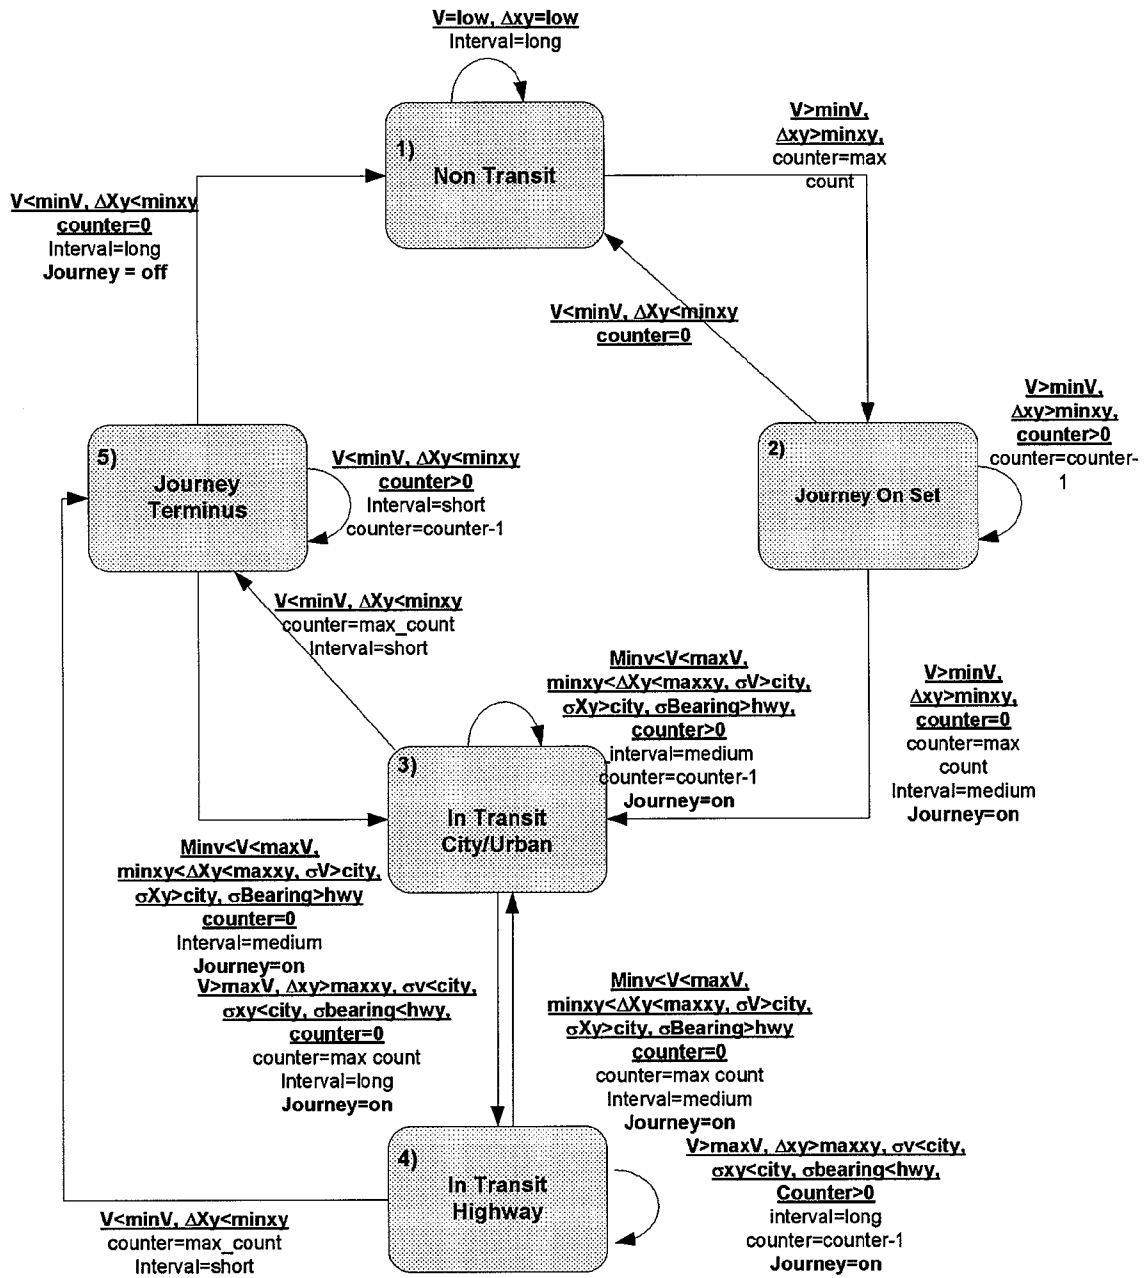 V=low, Δxy=low
Interval=long
1)
Non Transit
V>minV,
Δxy>minxy,
counter=max
count
V<minV, ΔXy<minxy
counter=0
Interval=long
Journey = off
V<minV, ΔXy<minxy
counter=0
V>minV,
Δxy>minxy,
counter>0
counter=counter-
1
5)
Journey
Terminus
V<minV, ΔXy<minxy
counter>0
Interval=short
counter=counter-1
2)
Journey On Set
V<minV, ΔXy<minxy
counter=max_count
Interval=short
Minv<V<maxV,
minxy<ΔXy<maxxy, σV>city,
σXy>city, σBearing>hwy,
counter>0
interval=medium
counter=counter-1
Journey=on
V>minV,
Δxy>minxy,
counter=0
counter=max
count
Interval=medium
Journey=on
3)
In Transit
City/Urban
Minv<V<maxV,
minxy<ΔXy<maxxy, σV>city,
σXy>city, σBearing>hwy
counter=0
Interval=medium
Journey=on
V>maxV, Δxy>maxxy, σv<city,
σxy<city, σbearing<hwy,
counter=0
counter=max count
Interval=long
Journey=on
Minv<V<maxV,
minxy<ΔXy<maxxy, σV>city,
σXy>city, σBearing>hwy
counter=0
counter=max count
Interval=medium
Journey=on
4)
In Transit
Highway
V>maxV, Δxy>maxxy, σv<city,
σxy<city, σbearing<hwy,
Counter>0
interval=long
counter=counter-1
Journey=on
V<minV, ΔXy<minxy
counter=max_count
Interval=short